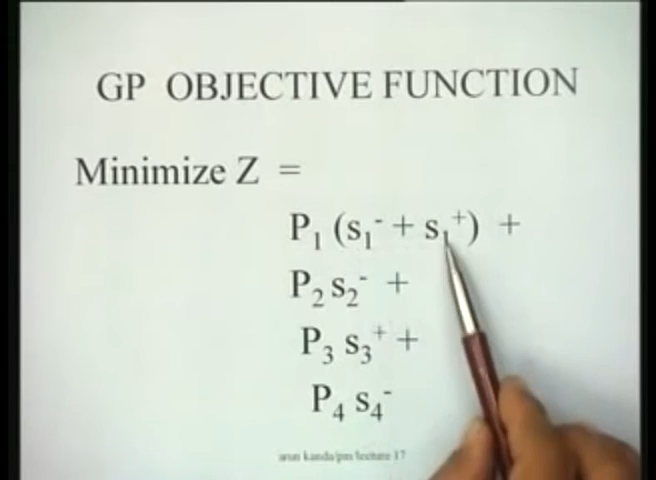 GP OBJECTIVE FUNCTION
Minimize Z =
P₁ (s₁⁻ + s₁⁺) +
P₂ s₂⁻ +
P₃ s₃⁺ +
P₄ s₄⁻
arun kanda/pm/lecture 17